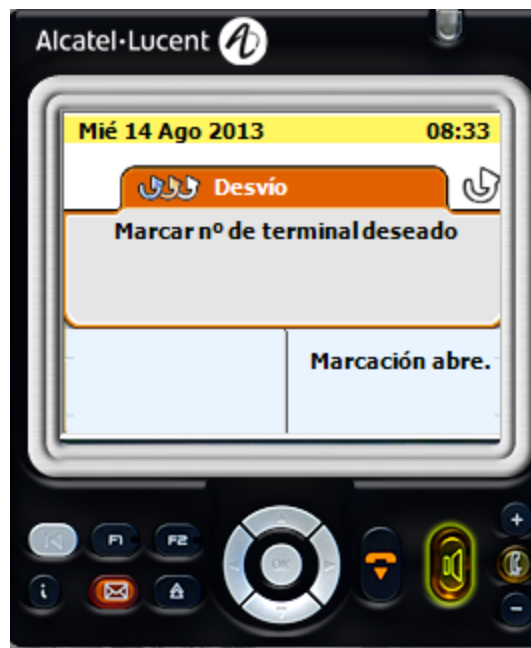 Alcatel·Lucent
Mié 14 Ago 2013 08:33
Desvío
Marcar nº de terminal deseado
Marcación abre.
F1 F2 +
i OK
-